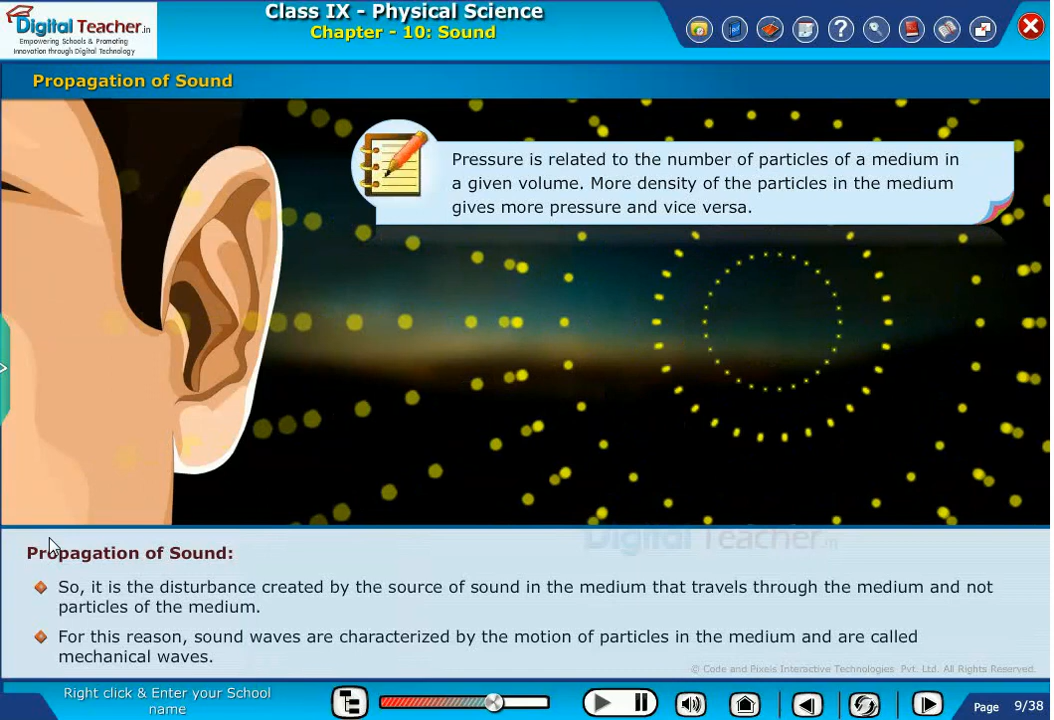 Digital Teacher.in
Empowering Schools & Promoting
Innovation through Digital Technology
Class IX - Physical Science
Chapter - 10: Sound
Propagation of Sound
Pressure is related to the number of particles of a medium in
a given volume. More density of the particles in the medium
gives more pressure and vice versa.
Digital Teacher.in
Propagation of Sound:
So, it is the disturbance created by the source of sound in the medium that travels through the medium and not
particles of the medium.
For this reason, sound waves are characterized by the motion of particles in the medium and are called
mechanical waves.
© Code and Pixels Interactive Technologies Pvt. Ltd. All Rights Reserved.
Right click & Enter your School
name
Page 9/38